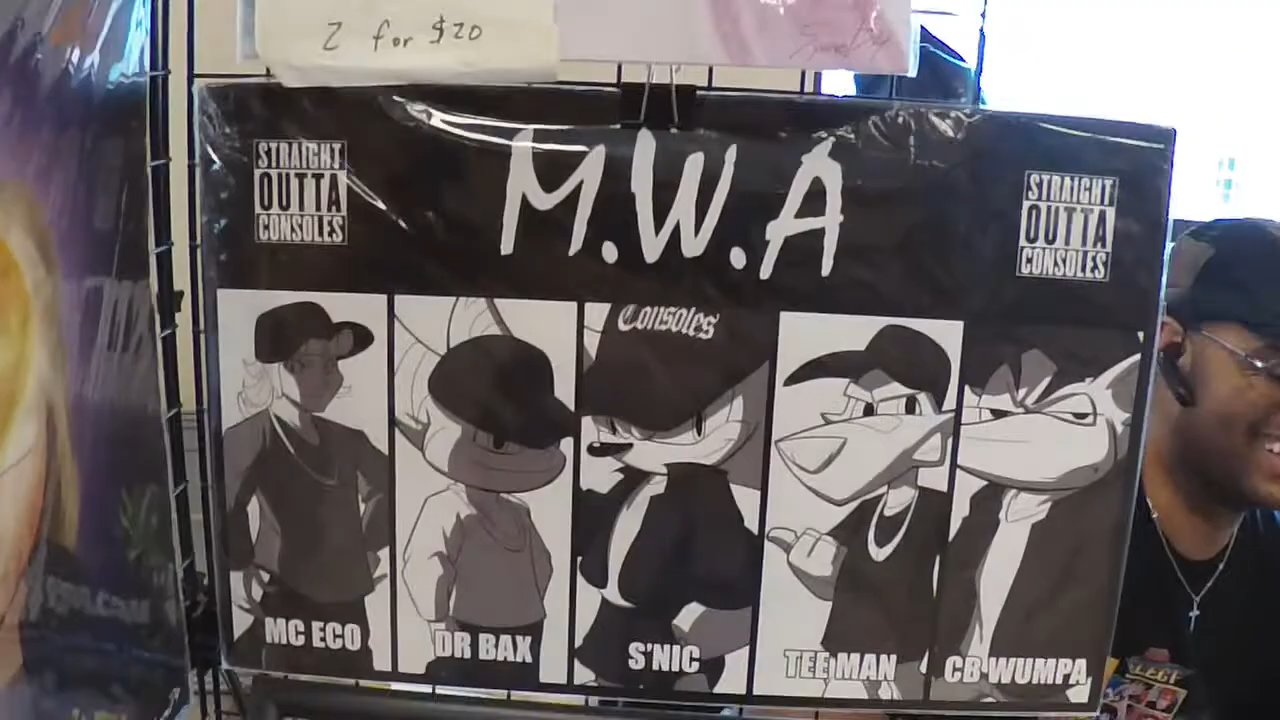 2 for $20
M.W.A
STRAIGHT
OUTTA
CONSOLES
STRAIGHT
OUTTA
CONSOLES
Consoles
MC ECO
DR BAX
S'NIC
TEE MAN
CB WUMPA